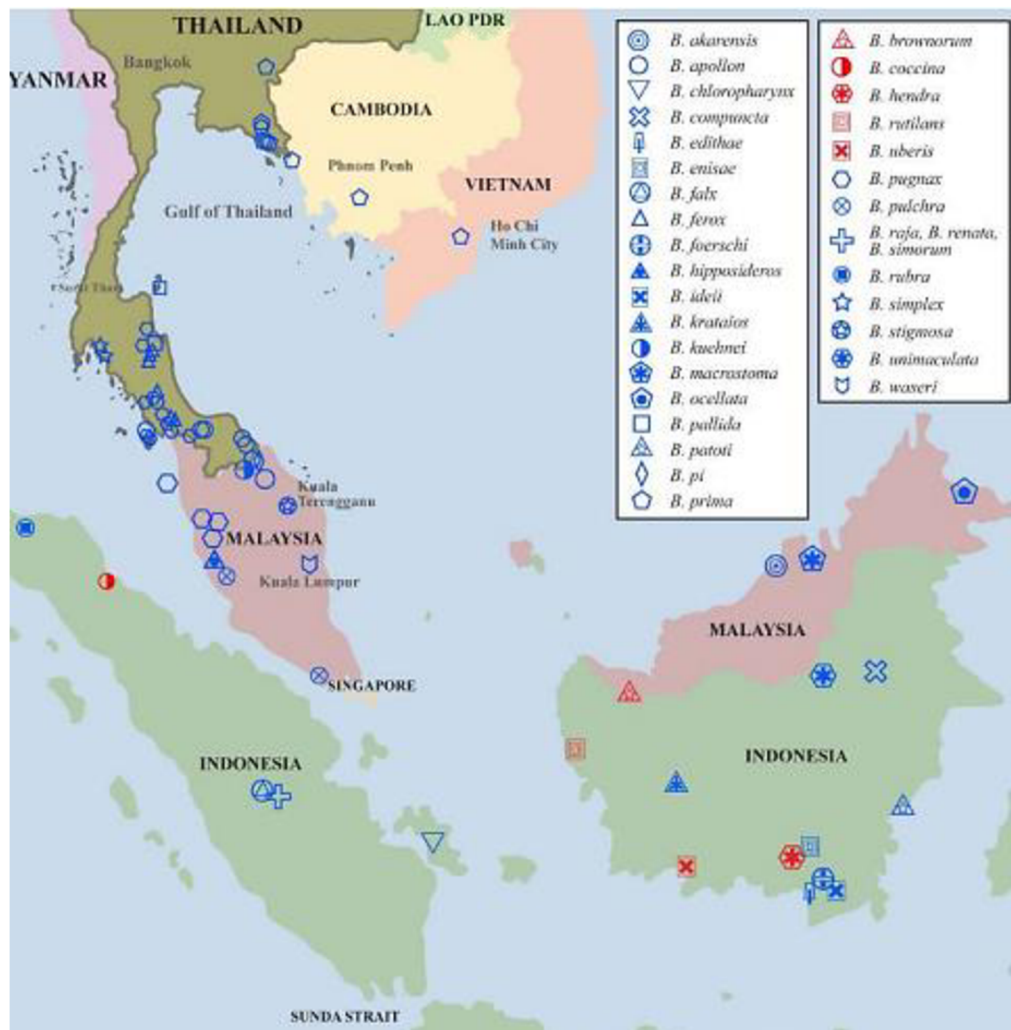 THAILAND
LAO PDR
Bangkok
YANMAR
CAMBODIA
Phnom Penh
VIETNAM
Gulf of Thailand
Ho Chi
Minh City
Kuala
Terengganu
MALAYSIA
Kuala Lumpur
SINGAPORE
INDONESIA
SUNDA STRAIT
MALAYSIA
INDONESIA
B. akarensis
B. apollon
B. chloropharynx
B. compuncta
B. edithae
B. enisae
B. falx
B. ferox
B. foerschi
B. hipposideros
B. ideii
B. krataios
B. kuehnei
B. macrostoma
B. ocellata
B. pallida
B. patoti
B. pi
B. prima
B. brownorum
B. coccina
B. hendra
B. rutilans
B. uberis
B. pugnax
B. pulchra
B. raja, B. renata,
B. simorum
B. rubra
B. simplex
B. stigmosa
B. unimaculata
B. waseri